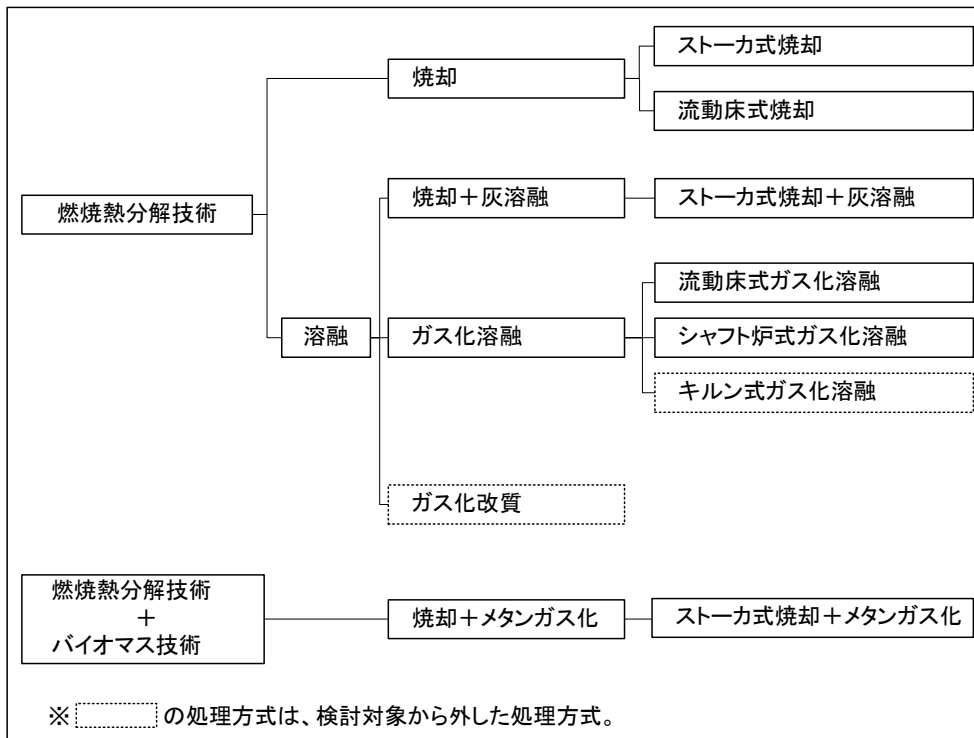 ストーカ式焼却
焼却
流動床式焼却
燃焼熱分解技術
焼却＋灰溶融
ストーカ式焼却＋灰溶融
流動床式ガス化溶融
溶融
ガス化溶融
シャフト炉式ガス化溶融
キルン式ガス化溶融
ガス化改質
燃焼熱分解技術
＋
バイオマス技術
焼却＋メタンガス化
ストーカ式焼却＋メタンガス化
※ の処理方式は、検討対象から外した処理方式。